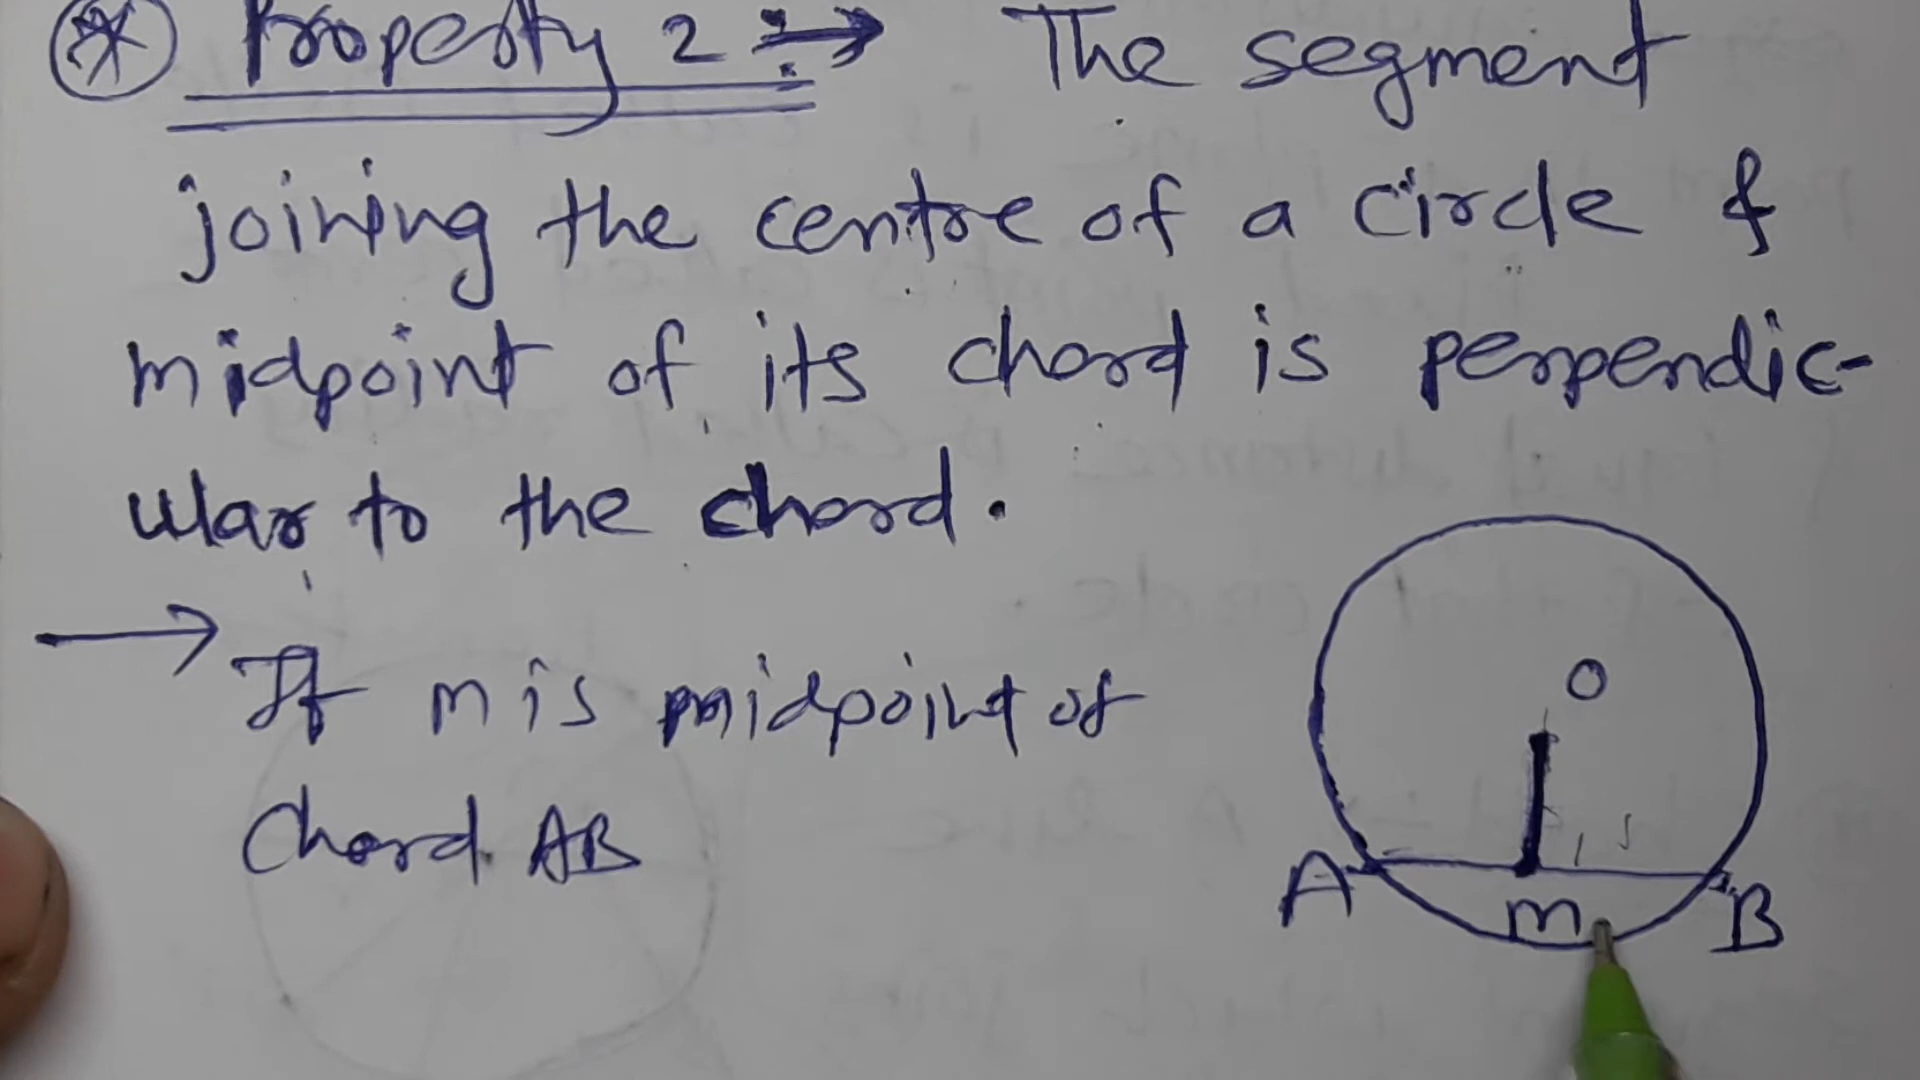 Property 2 :→ The segment
joining the centre of a circle &
midpoint of its chord is perpendic-
ular to the chord.
→ If m is midpoint of
chord AB
O
A
m
B